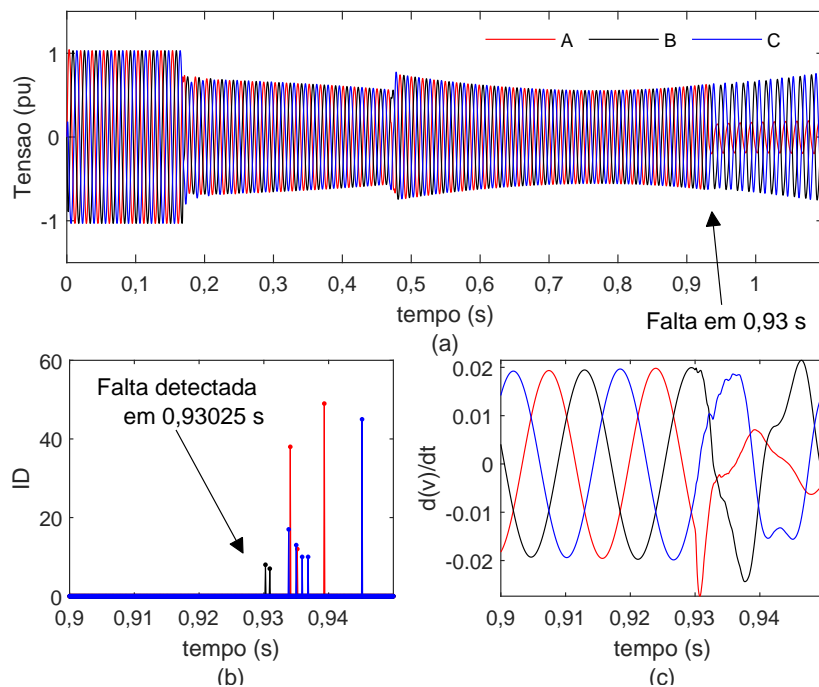 A B C
Tensao (pu)
1
0
-1
0 0,1 0,2 0,3 0,4 0,5 0,6 0,7 0,8 0,9 1
tempo (s)
(a)
Falta em 0,93 s
60
40
20
0
ID
Falta detectada
em 0,93025 s
0,9 0,91 0,92 0,93 0,94
tempo (s)
(b)
0.02
0.01
0
-0.01
-0.02
d(v)/dt
0,9 0,91 0,92 0,93 0,94
tempo (s)
(c)